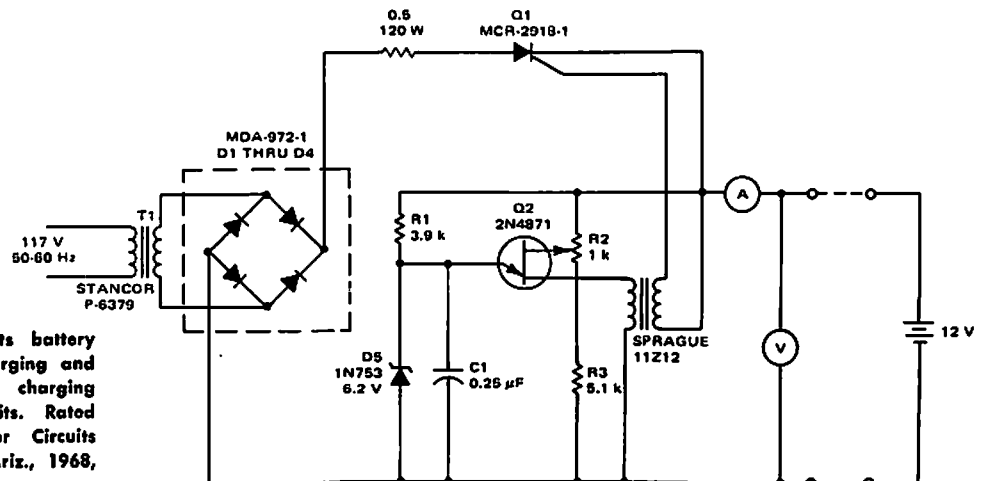 0.5
120 W
Q1
MCR-2918-1
MDA-972-1
D1 THRU D4
T1
117 V
50-60 Hz
STANCOR
P-6379
R1
3.9 k
Q2
2N4871
R2
1 k
A
SPRAGUE
11Z12
V
12 V
D5
1N753
6.2 V
C1
0.25 µF
R3
5.1 k
ts battery
rging and
charging
its. Rated
or Circuits
riz., 1968,